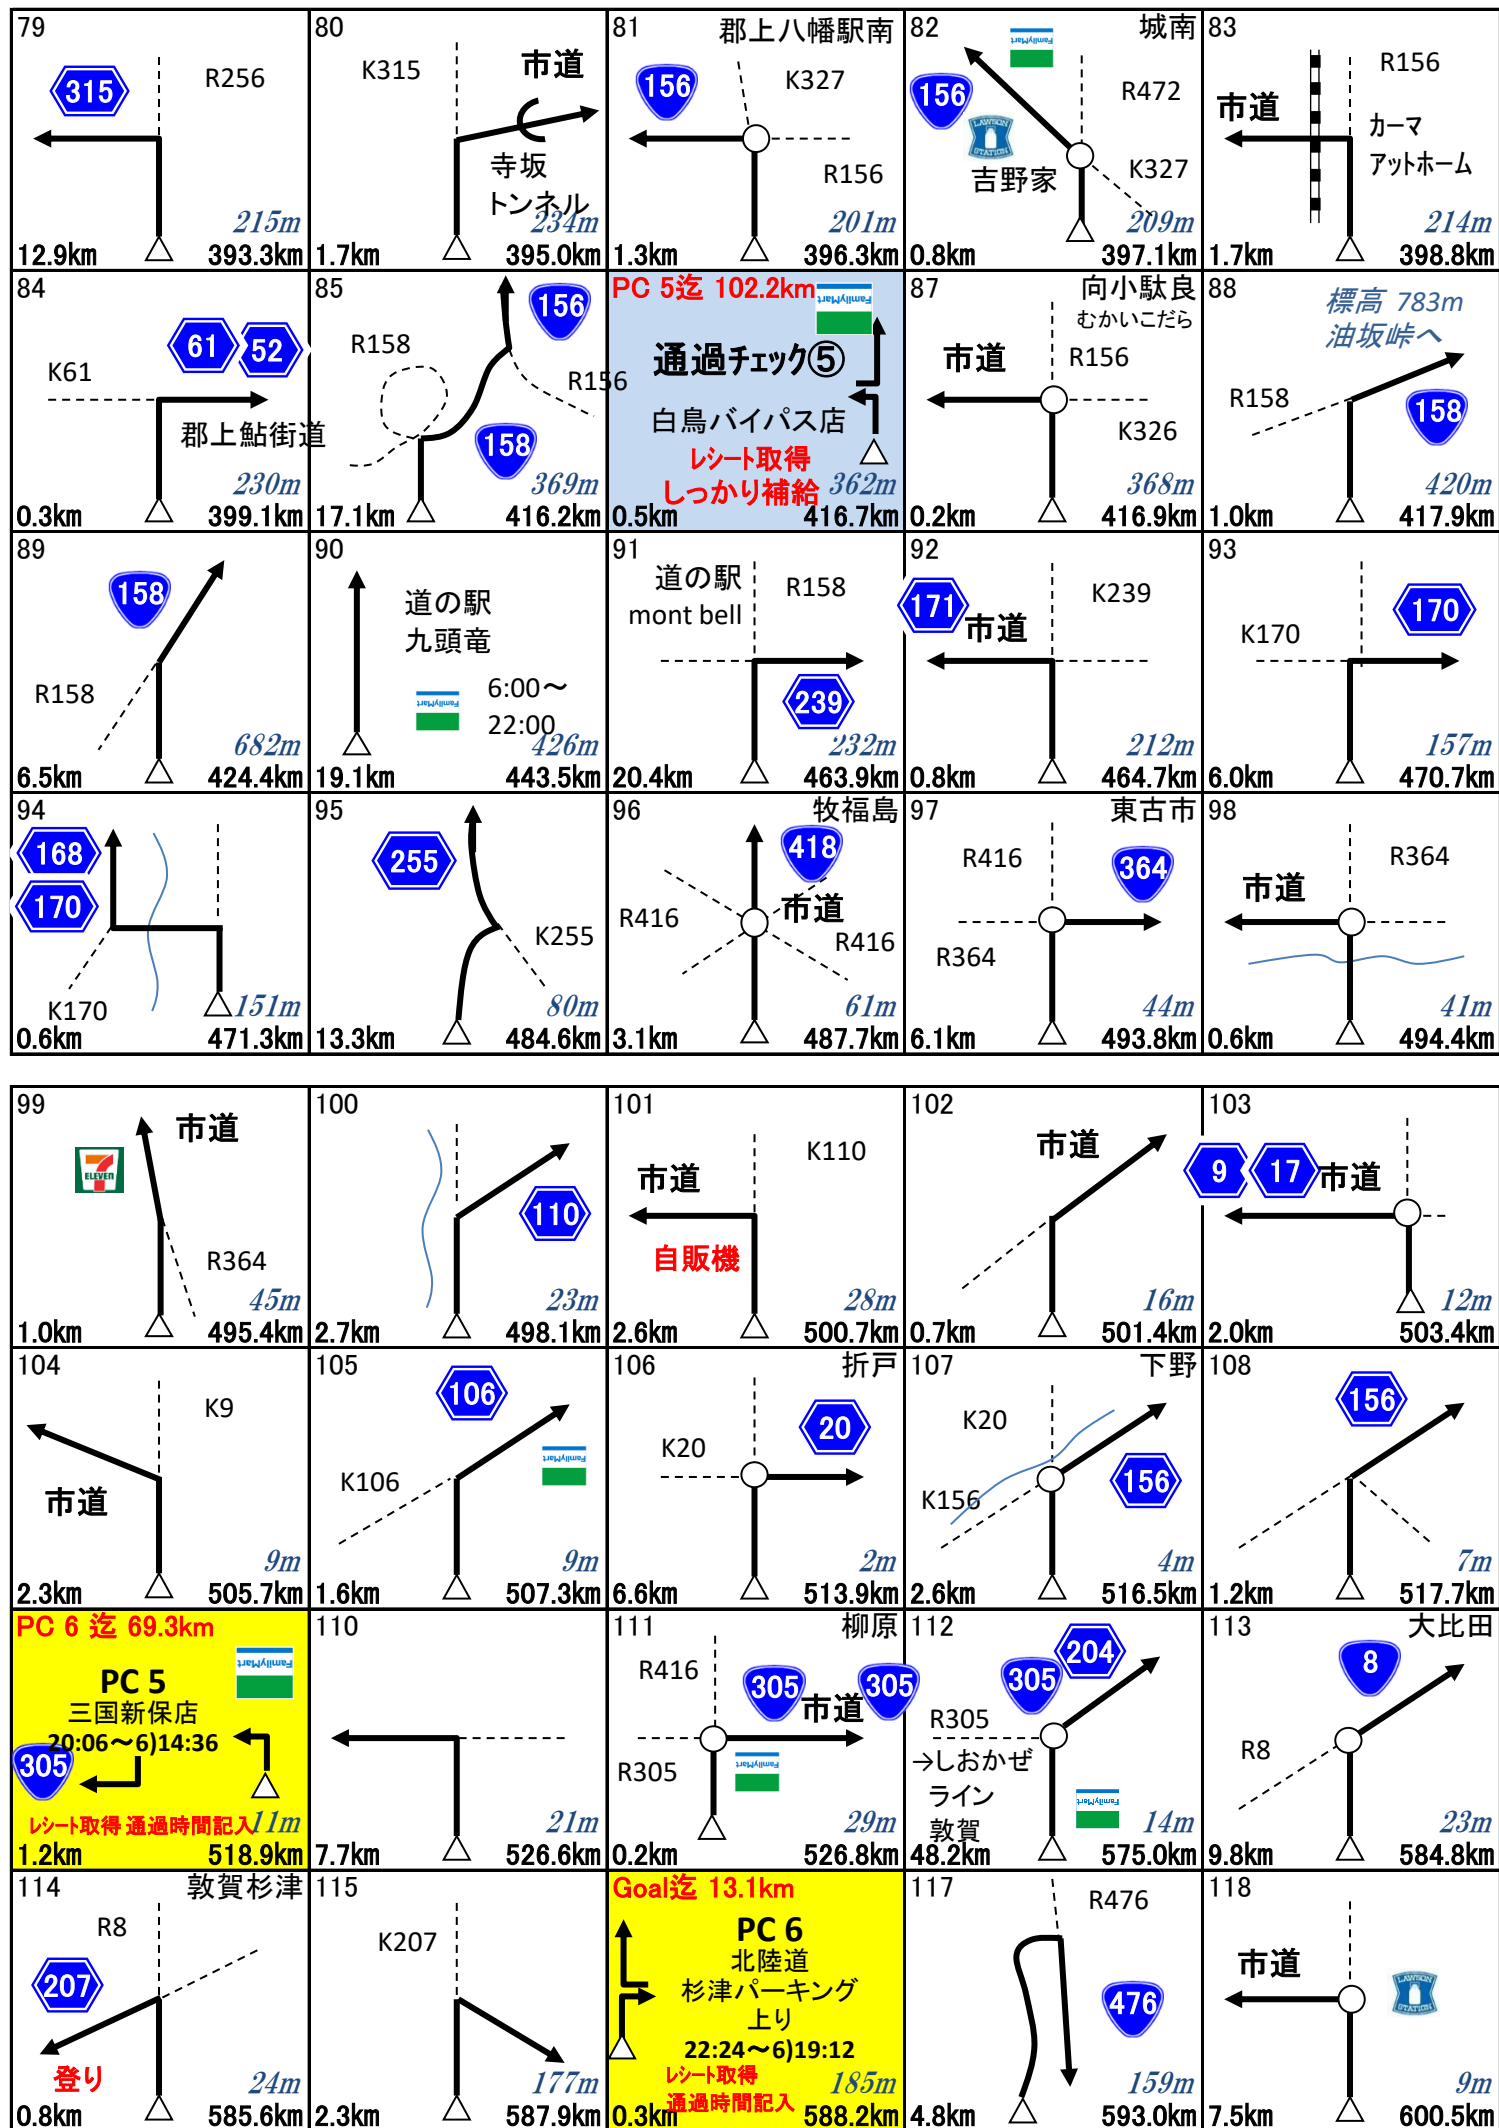 79
315
R256
215m
12.9km 393.3km
80
K315
市道
寺坂
トンネル
234m
1.7km 395.0km
81 郡上八幡駅南
156
K327
R156
201m
1.3km 396.3km
82 城南
FamilyMart
156
R472
LAWSON
STATION
吉野家
K327
209m
0.8km 397.1km
83
R156
市道
カーマ
アットホーム
214m
1.7km 398.8km
84
61 52
K61
郡上鮎街道
230m
0.3km 399.1km
85
156
R158
R156
158
369m
17.1km 416.2km
PC 5迄 102.2km
FamilyMart
通過チェック⑤
白鳥バイパス店
レシート取得
しっかり補給
362m
0.5km 416.7km
87 向小駄良
むかいこだら
市道
R156
K326
368m
0.2km 416.9km
88
標高 783m
油坂峠へ
R158
158
420m
1.0km 417.9km
89
158
R158
682m
6.5km 424.4km
90
道の駅
九頭竜
FamilyMart
6:00～
22:00
426m
19.1km 443.5km
91
道の駅
mont bell
R158
239
232m
20.4km 463.9km
92
171
市道
K239
212m
0.8km 464.7km
93
170
K170
157m
6.0km 470.7km
94
168
170
K170
151m
0.6km 471.3km
95
255
K255
80m
13.3km 484.6km
96 牧福島
418
市道
R416
R416
61m
3.1km 487.7km
97 東古市
R416
364
R364
44m
6.1km 493.8km
98
R364
市道
41m
0.6km 494.4km
99
市道
7
ELEVEN
R364
45m
1.0km 495.4km
100
110
23m
2.7km 498.1km
101
K110
市道
自販機
28m
2.6km 500.7km
102
市道
16m
0.7km 501.4km
103
9 17 市道
12m
2.0km 503.4km
104
K9
市道
9m
2.3km 505.7km
105
106
FamilyMart
K106
9m
1.6km 507.3km
106 折戸
20
K20
2m
6.6km 513.9km
107 下野
K20
K156
156
4m
2.6km 516.5km
108
156
7m
1.2km 517.7km
PC 6 迄 69.3km
FamilyMart
PC 5
三国新保店
20:06～6)14:36
305
レシート取得 通過時間記入
11m
1.2km 518.9km
110
21m
7.7km 526.6km
111 柳原
R416
305 市道 305
R305
FamilyMart
29m
0.2km 526.8km
112
204
305
R305
→しおかぜ
ライン
敦賀
FamilyMart
14m
48.2km 575.0km
113 大比田
8
R8
23m
9.8km 584.8km
114 敦賀杉津
R8
207
登り
24m
0.8km 585.6km
115
K207
177m
2.3km 587.9km
Goal迄 13.1km
PC 6
北陸道
杉津パーキング
上り
22:24～6)19:12
レシート取得
通過時間記入
185m
0.3km 588.2km
117
R476
476
159m
4.8km 593.0km
118
市道
LAWSON
STATION
9m
7.5km 600.5km